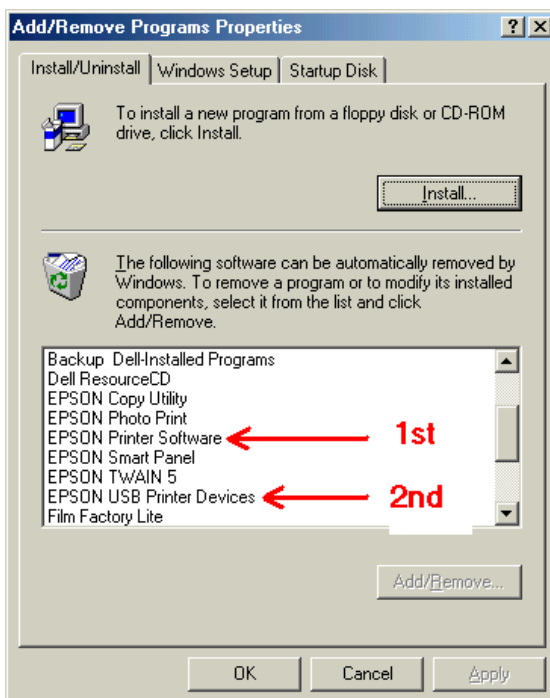 Add/Remove Programs Properties
Install/Uninstall
Windows Setup
Startup Disk
To install a new program from a floppy disk or CD-ROM
drive, click Install.
Install...
The following software can be automatically removed by
Windows. To remove a program or to modify its installed
components, select it from the list and click
Add/Remove.
Backup Dell-Installed Programs
Dell ResourceCD
EPSON Copy Utility
EPSON Photo Print
EPSON Printer Software
1st
EPSON Smart Panel
EPSON TWAIN 5
EPSON USB Printer Devices
2nd
Film Factory Lite
Add/Remove...
OK
Cancel
Apply